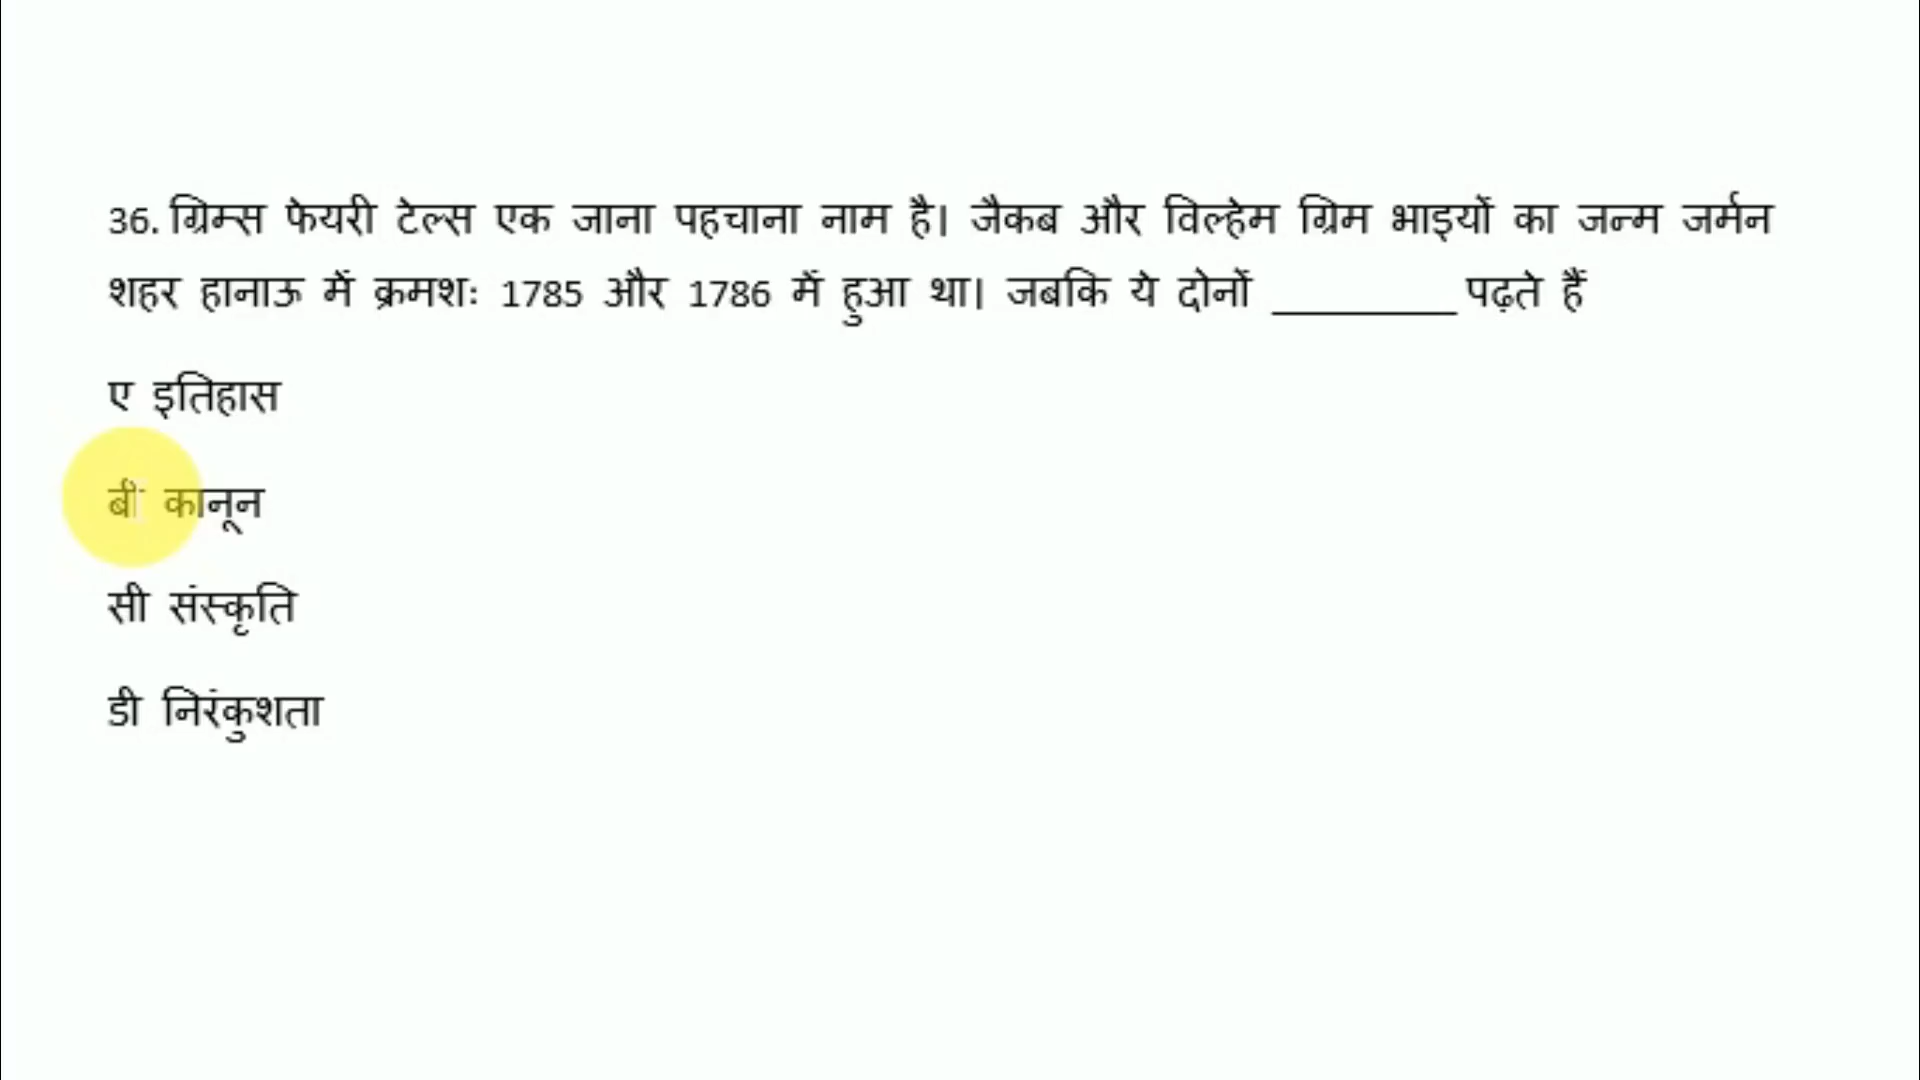 36. ग्रिम्स फेयरी टेल्स एक जाना पहचाना नाम है। जैकब और विल्हेम ग्रिम भाइयों का जन्म जर्मन
शहर हानाऊ में क्रमशः 1785 और 1786 में हुआ था। जबकि ये दोनों __________ पढ़ते हैं
ए इतिहास
बी कानून
सी संस्कृति
डी निरंकुशता